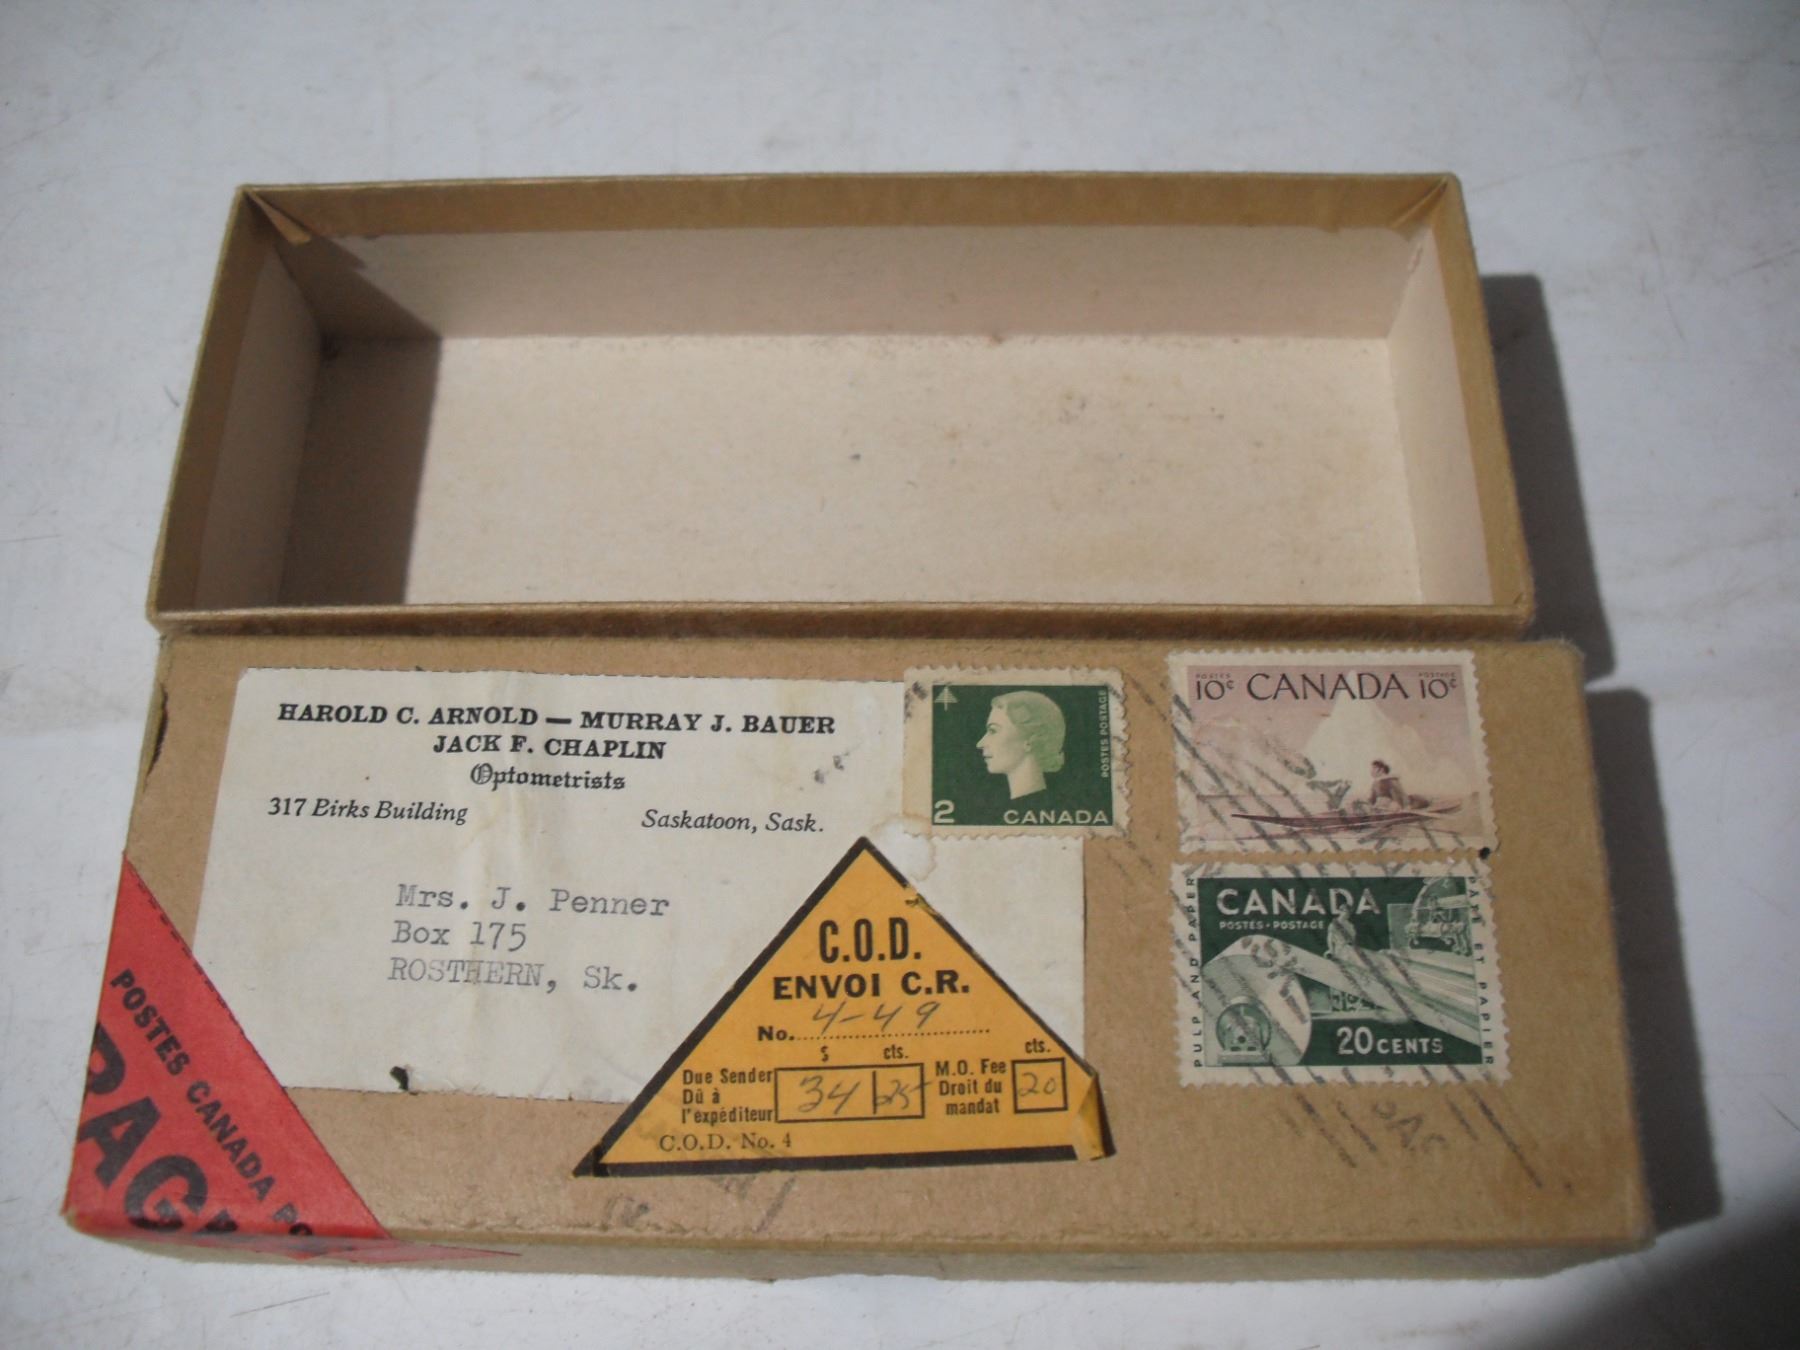 HAROLD C. ARNOLD — MURRAY J. BAUER
JACK F. CHAPLIN
Optometrists
317 Birks Building Saskatoon, Sask.
Mrs. J. Penner
Box 175
ROSTHERN, Sk.
2
CANADA
POSTES POSTAGE
POSTES POSTAGE
10¢ CANADA 10¢
CANADA
POSTES • POSTAGE
PULP AND PAPER
PATE ET PAPIER
20 CENTS
C.O.D.
ENVOI C.R.
No. 4-49
$ cts. cts.
Due Sender
Dû à
l'expéditeur
34 25
M.O. Fee
Droit du
mandat
20
C.O.D. No. 4
POSTES CANADA PO